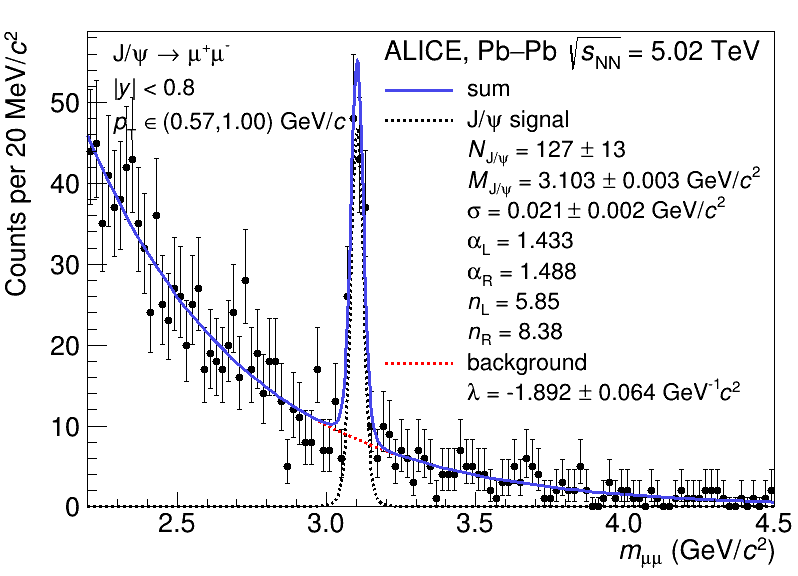 J/ψ → μ⁺μ⁻
|y| < 0.8
p_T ∈ (0.57,1.00) GeV/c
ALICE, Pb–Pb √s_NN = 5.02 TeV
sum
J/ψ signal
N_J/ψ = 127 ± 13
M_J/ψ = 3.103 ± 0.003 GeV/c²
σ = 0.021 ± 0.002 GeV/c²
α_L = 1.433
α_R = 1.488
n_L = 5.85
n_R = 8.38
background
λ = -1.892 ± 0.064 GeV⁻¹c²
Counts per 20 MeV/c²
50
40
30
20
10
0
2.5 3.0 3.5 4.0 4.5
m_μμ (GeV/c²)